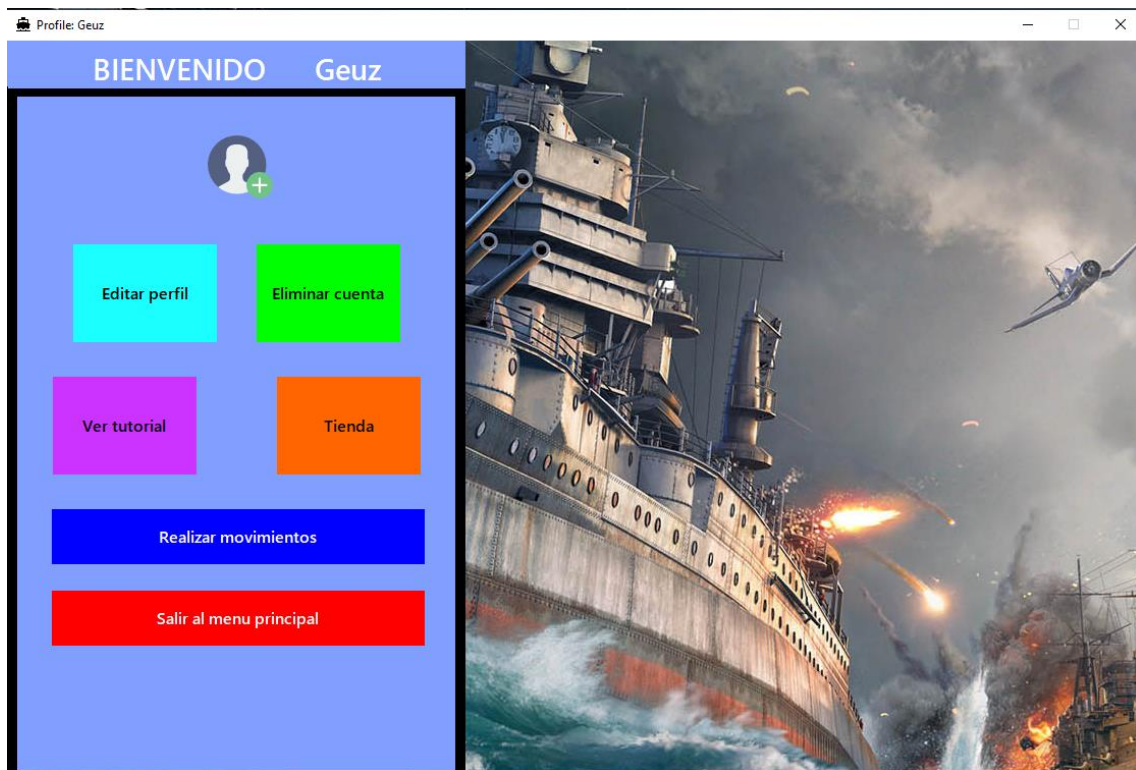 Profile: Geuz
BIENVENIDO Geuz
Editar perfil
Eliminar cuenta
Ver tutorial
Tienda
Realizar movimientos
Salir al menu principal